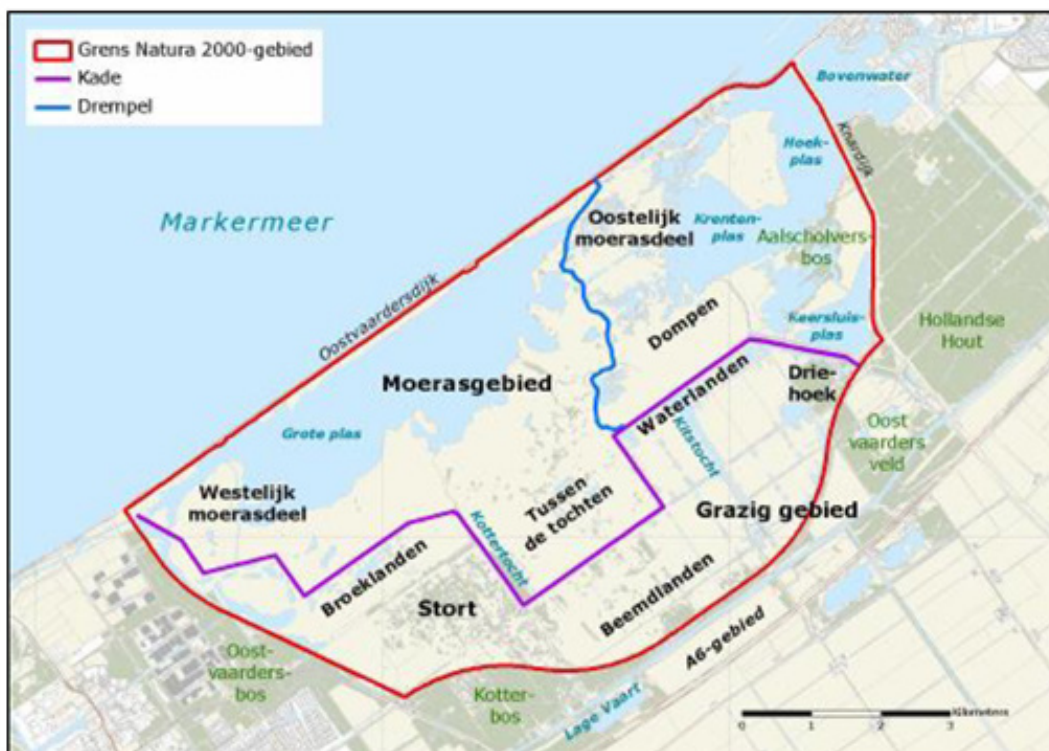 Grens Natura 2000-gebied
Kade
Drempel
Bovenwater
Knardijk
Hoek-
plas
Markermeer
Oostelijk
moerasdeel
Krenten-
plas
Aalscholvers-
bos
Oostvaardersdijk
Dompen
Keersluis-
plas
Hollandse
Hout
Moerasgebied
Drie-
hoek
Waterlanden
Grote plas
Kitstocht
Oost
vaarders
veld
Westelijk
moerasdeel
Tussen
de tochten
Grazig gebied
Kottertocht
Broeklanden
Stort
Beemdlanden
A6-gebied
Oost-
vaarders-
bos
Kotter-
bos
Lage Vaart
0 1 2 3
Kilometers